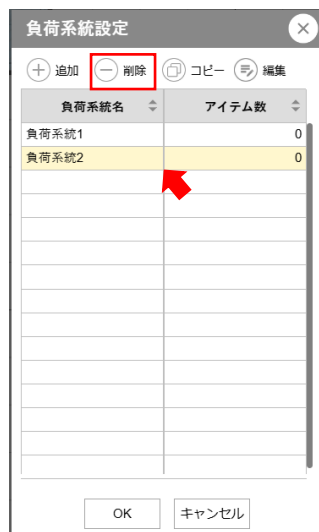 負荷系統設定
追加 削除 コピー 編集
負荷系統名 アイテム数
負荷系統1 0
負荷系統2 0
OK キャンセル